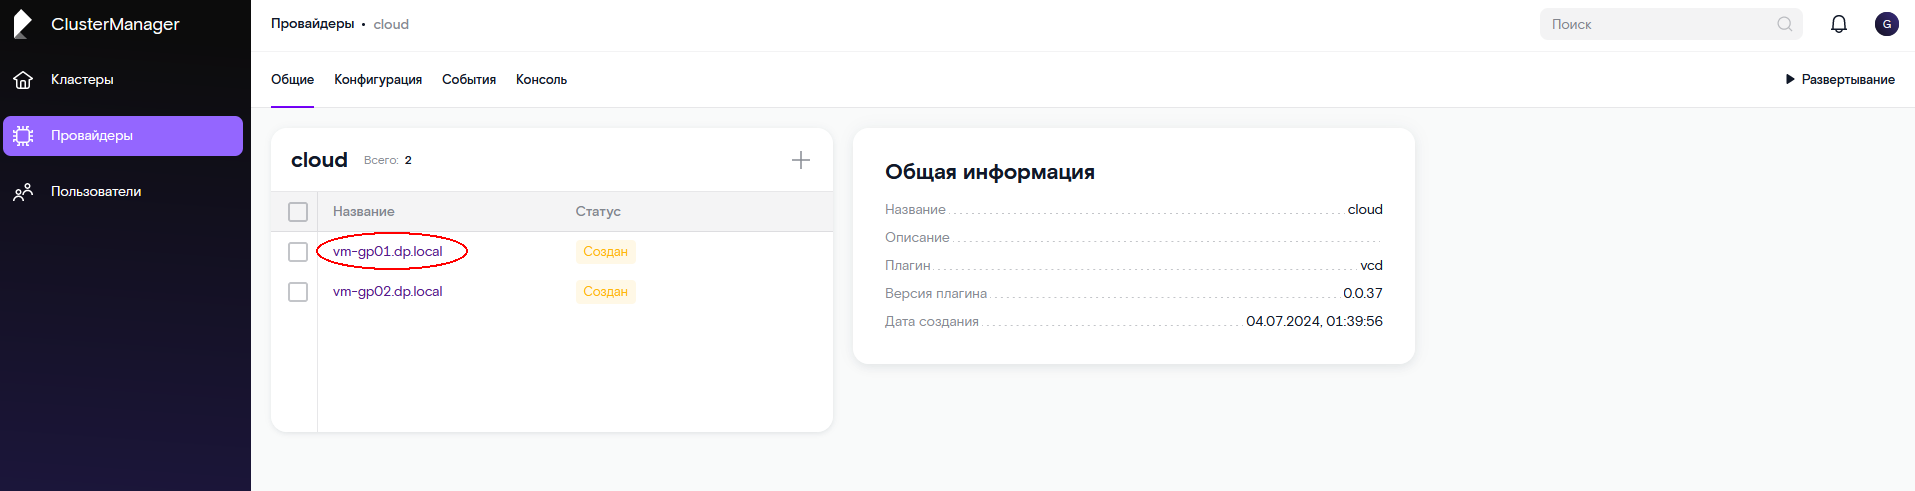 ClusterManager
Провайдеры • cloud
Поиск
G
Кластеры
Провайдеры
Пользователи
Общие Конфигурация События Консоль
Развертывание
cloud Всего: 2
Название Статус
vm-gp01.dp.local Создан
vm-gp02.dp.local Создан
Общая информация
Название cloud
Описание
Плагин vcd
Версия плагина 0.0.37
Дата создания 04.07.2024, 01:39:56